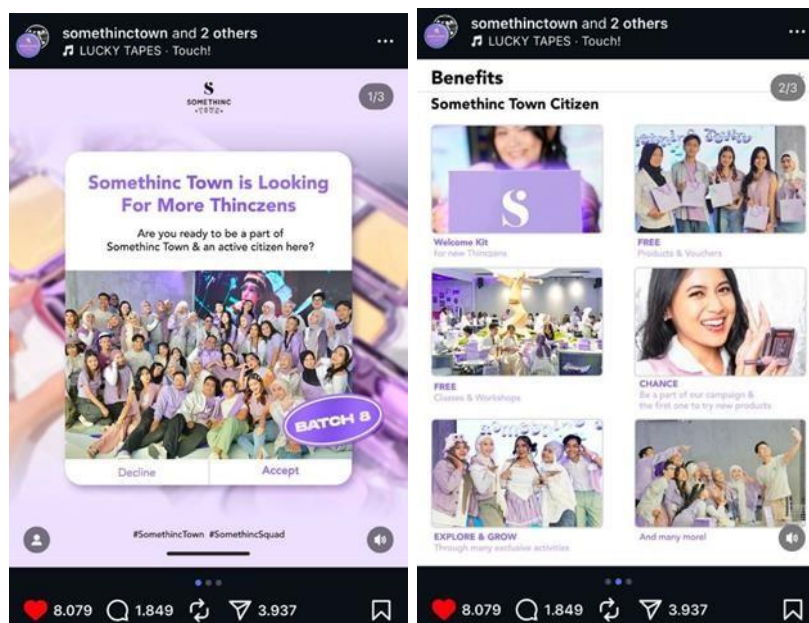 somethinctown and 2 others
LUCKY TAPES · Touch!
S
SOMETHINC
TOWN
1/3
Somethinc Town is Looking
For More Thinczens
Are you ready to be a part of
Somethinc Town & an active citizen here?
BATCH 8
Decline
Accept
#SomethincTown #SomethincSquad
8.079
1.849
3.937
somethinctown and 2 others
LUCKY TAPES · Touch!
Benefits
2/3
Somethinc Town Citizen
S
Welcome Kit
for new Thinczens
FREE
Products & Vouchers
FREE
Classes & Workshops
CHANCE
Be a part of our campaign &
the first one to try new products
EXPLORE & GROW
Through many exclusive activities
And many more!
8.079
1.849
3.937